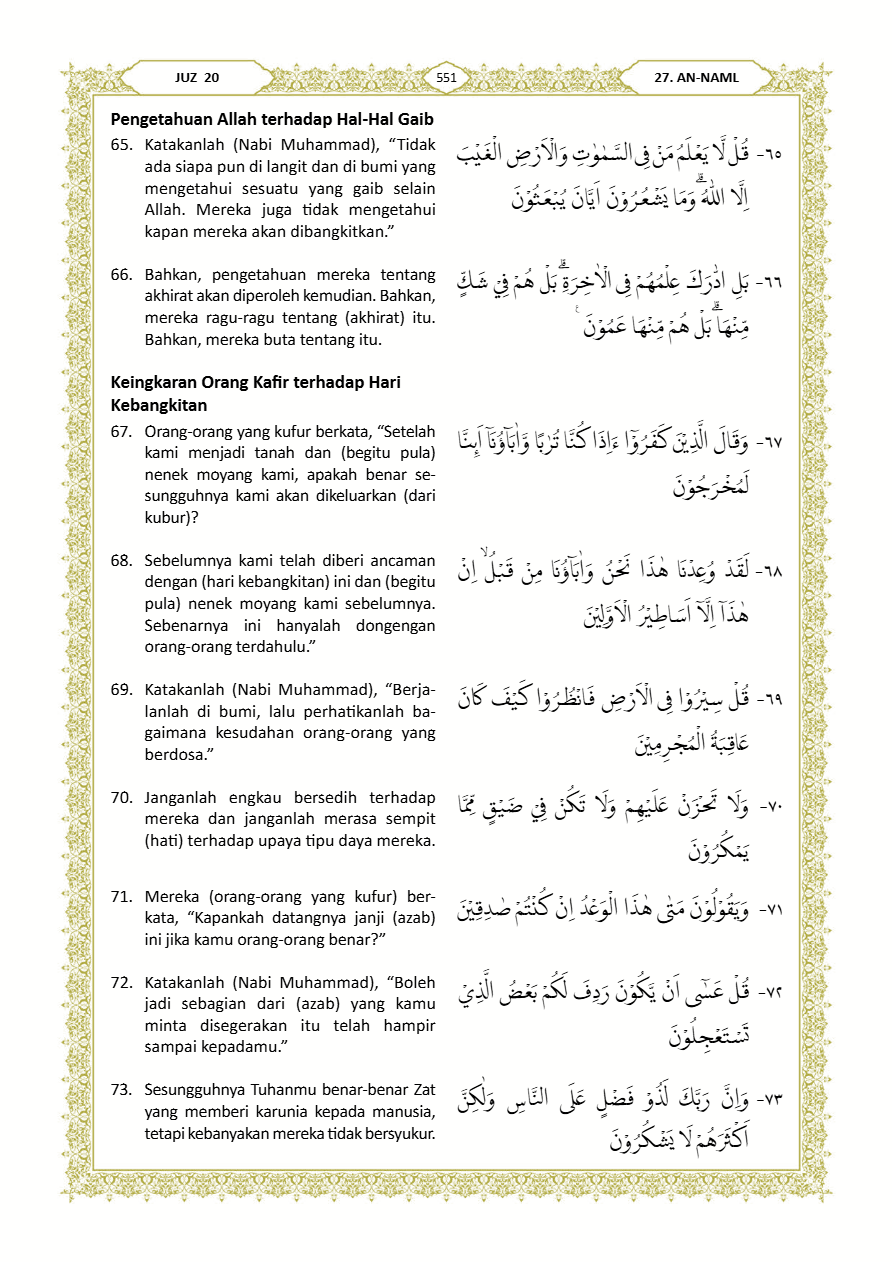 JUZ 20
551
27. AN-NAML
Pengetahuan Allah terhadap Hal-Hal Gaib
65. Katakanlah (Nabi Muhammad), “Tidak
ada siapa pun di langit dan di bumi yang
mengetahui sesuatu yang gaib selain
Allah. Mereka juga tidak mengetahui
kapan mereka akan dibangkitkan.”
٦٥- قُلْ لَّا يَعْلَمُ مَنْ فِى السَّمٰوٰتِ وَالْاَرْضِ الْغَيْبَ
اِلَّا اللّٰهُ ۗوَمَا يَشْعُرُوْنَ اَيَّانَ يُبْعَثُوْنَ
66. Bahkan, pengetahuan mereka tentang
akhirat akan diperoleh kemudian. Bahkan,
mereka ragu-ragu tentang (akhirat) itu.
Bahkan, mereka buta tentang itu.
٦٦- بَلِ ادّٰرَكَ عِلْمُهُمْ فِى الْاٰخِرَةِ ۗبَلْ هُمْ فِيْ شَكٍّ
مِّنْهَا ۗبَلْ هُمْ مِّنْهَا عَمُوْنَ ࣖ
Keingkaran Orang Kafir terhadap Hari
Kebangkitan
67. Orang-orang yang kufur berkata, “Setelah
kami menjadi tanah dan (begitu pula)
nenek moyang kami, apakah benar se-
sungguhnya kami akan dikeluarkan (dari
kubur)?
٦٧- وَقَالَ الَّذِيْنَ كَفَرُوْٓا ءَاِذَا كُنَّا تُرٰبًا وَّاٰبَاۤؤُنَآ اَىِٕنَّا
لَمُخْرَجُوْنَ
68. Sebelumnya kami telah diberi ancaman
dengan (hari kebangkitan) ini dan (begitu
pula) nenek moyang kami sebelumnya.
Sebenarnya ini hanyalah dongengan
orang-orang terdahulu.”
٦٨- لَقَدْ وُعِدْنَا هٰذَا نَحْنُ وَاٰبَاۤؤُنَا مِنْ قَبْلُ ۙاِنْ
هٰذَآ اِلَّآ اَسَاطِيْرُ الْاَوَّلِيْنَ
69. Katakanlah (Nabi Muhammad), “Berja-
lanlah di bumi, lalu perhatikanlah ba-
gaimana kesudahan orang-orang yang
berdosa.”
٦٩- قُلْ سِيْرُوْا فِى الْاَرْضِ فَانْظُرُوْا كَيْفَ كَانَ
عَاقِبَةُ الْمُجْرِمِيْنَ
70. Janganlah engkau bersedih terhadap
mereka dan janganlah merasa sempit
(hati) terhadap upaya tipu daya mereka.
٧٠- وَلَا تَحْزَنْ عَلَيْهِمْ وَلَا تَكُنْ فِيْ ضَيْقٍ مِّمَّا
يَمْكُرُوْنَ
71. Mereka (orang-orang yang kufur) ber-
kata, “Kapankah datangnya janji (azab)
ini jika kamu orang-orang benar?”
٧١- وَيَقُوْلُوْنَ مَتٰى هٰذَا الْوَعْدُ اِنْ كُنْتُمْ صٰدِقِيْنَ
72. Katakanlah (Nabi Muhammad), “Boleh
jadi sebagian dari (azab) yang kamu
minta disegerakan itu telah hampir
sampai kepadamu.”
٧٢- قُلْ عَسٰٓى اَنْ يَّكُوْنَ رَدِفَ لَكُمْ بَعْضُ الَّذِيْ
تَسْتَعْجِلُوْنَ
73. Sesungguhnya Tuhanmu benar-benar Zat
yang memberi karunia kepada manusia,
tetapi kebanyakan mereka tidak bersyukur.
٧٣- وَاِنَّ رَبَّكَ لَذُوْ فَضْلٍ عَلَى النَّاسِ وَلٰكِنَّ
اَكْثَرَهُمْ لَا يَشْكُرُوْنَ